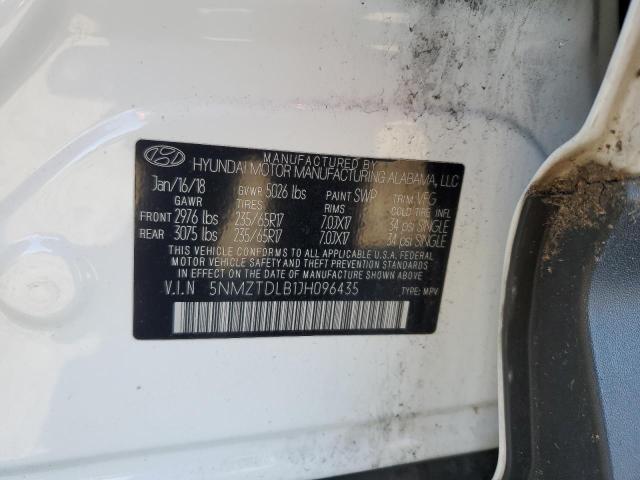 MANUFACTURED BY
HYUNDAI MOTOR MANUFACTURING ALABAMA, LLC
Jan/16/18 GVWR 5026 lbs PAINT SWP TRIM VFG
GAWR TIRES RIMS COLD TIRE INFL
FRONT 2976 lbs 235/65R17 7.0JX17 34 psi SINGLE
REAR 3075 lbs 235/65R17 7.0JX17 34 psi SINGLE
THIS VEHICLE CONFORMS TO ALL APPLICABLE U.S. FEDERAL
MOTOR VEHICLE SAFETY AND THEFT PREVENTION STANDARDS IN
EFFECT ON THE DATE OF MANUFACTURE SHOWN ABOVE.
V.I.N 5NMZTDLB1JH096435 TYPE: MPV